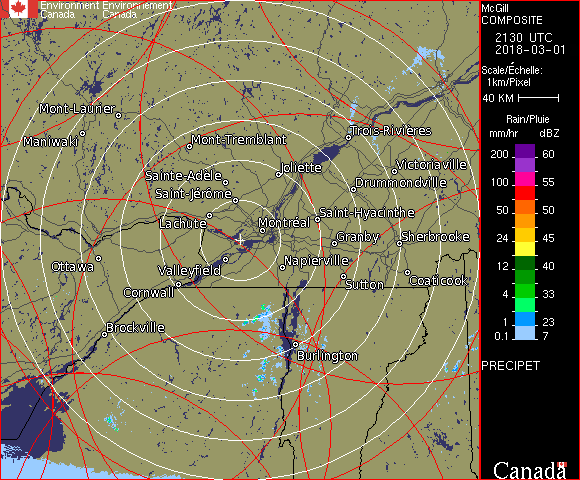 Environment Environnement
Canada Canada
McGill
COMPOSITE
2130 UTC
2018-03-01
Scale/Échelle:
1km/Pixel
40 KM
Rain/Pluie
mm/hr dBZ
200 60
100 55
50 50
24 45
12 40
4 33
1 23
0.1 7
PRECIPET
Canada
Mont-Laurier
Maniwaki
Mont-Tremblant
Trois-Rivières
Joliette
Victoriaville
Sainte-Adèle
Drummondville
Saint-Jérôme
Lachute
Montréal
Saint-Hyacinthe
Granby
Sherbrooke
Ottawa
Valleyfield
Napierville
Cornwall
Sutton
Coaticook
Brockville
Burlington